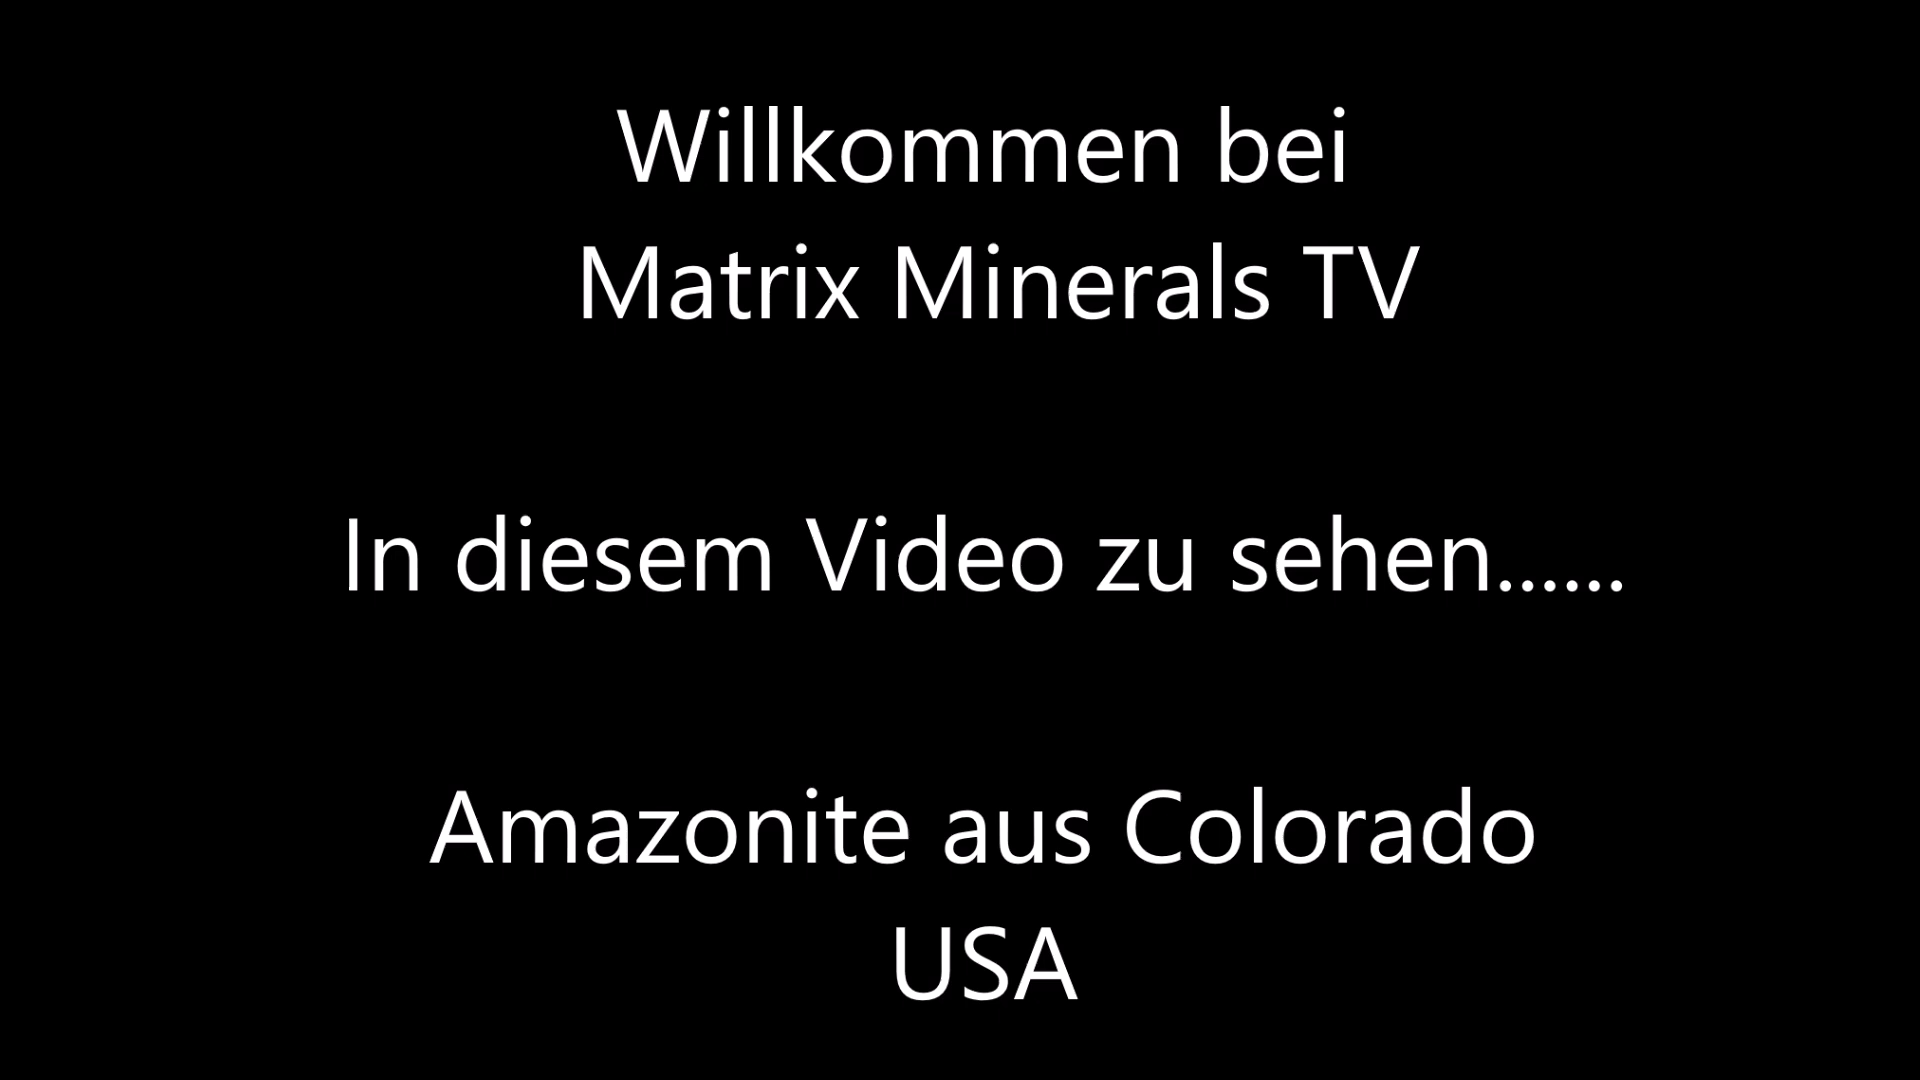 Willkommen bei
Matrix Minerals TV
In diesem Video zu sehen......
Amazonite aus Colorado
USA